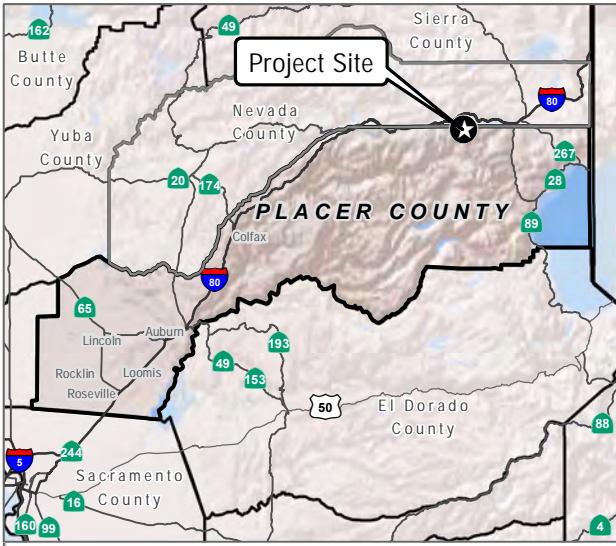 162
49
Sierra
County
Butte
County
Project Site
80
Nevada
County
Yuba
County
267
20
174
28
PLACER COUNTY
89
Colfax
80
65
Auburn
Lincoln
193
Loomis
49
Rocklin
153
Roseville
50
El Dorado
County
88
244
5
Sacramento
County
16
160
99
4